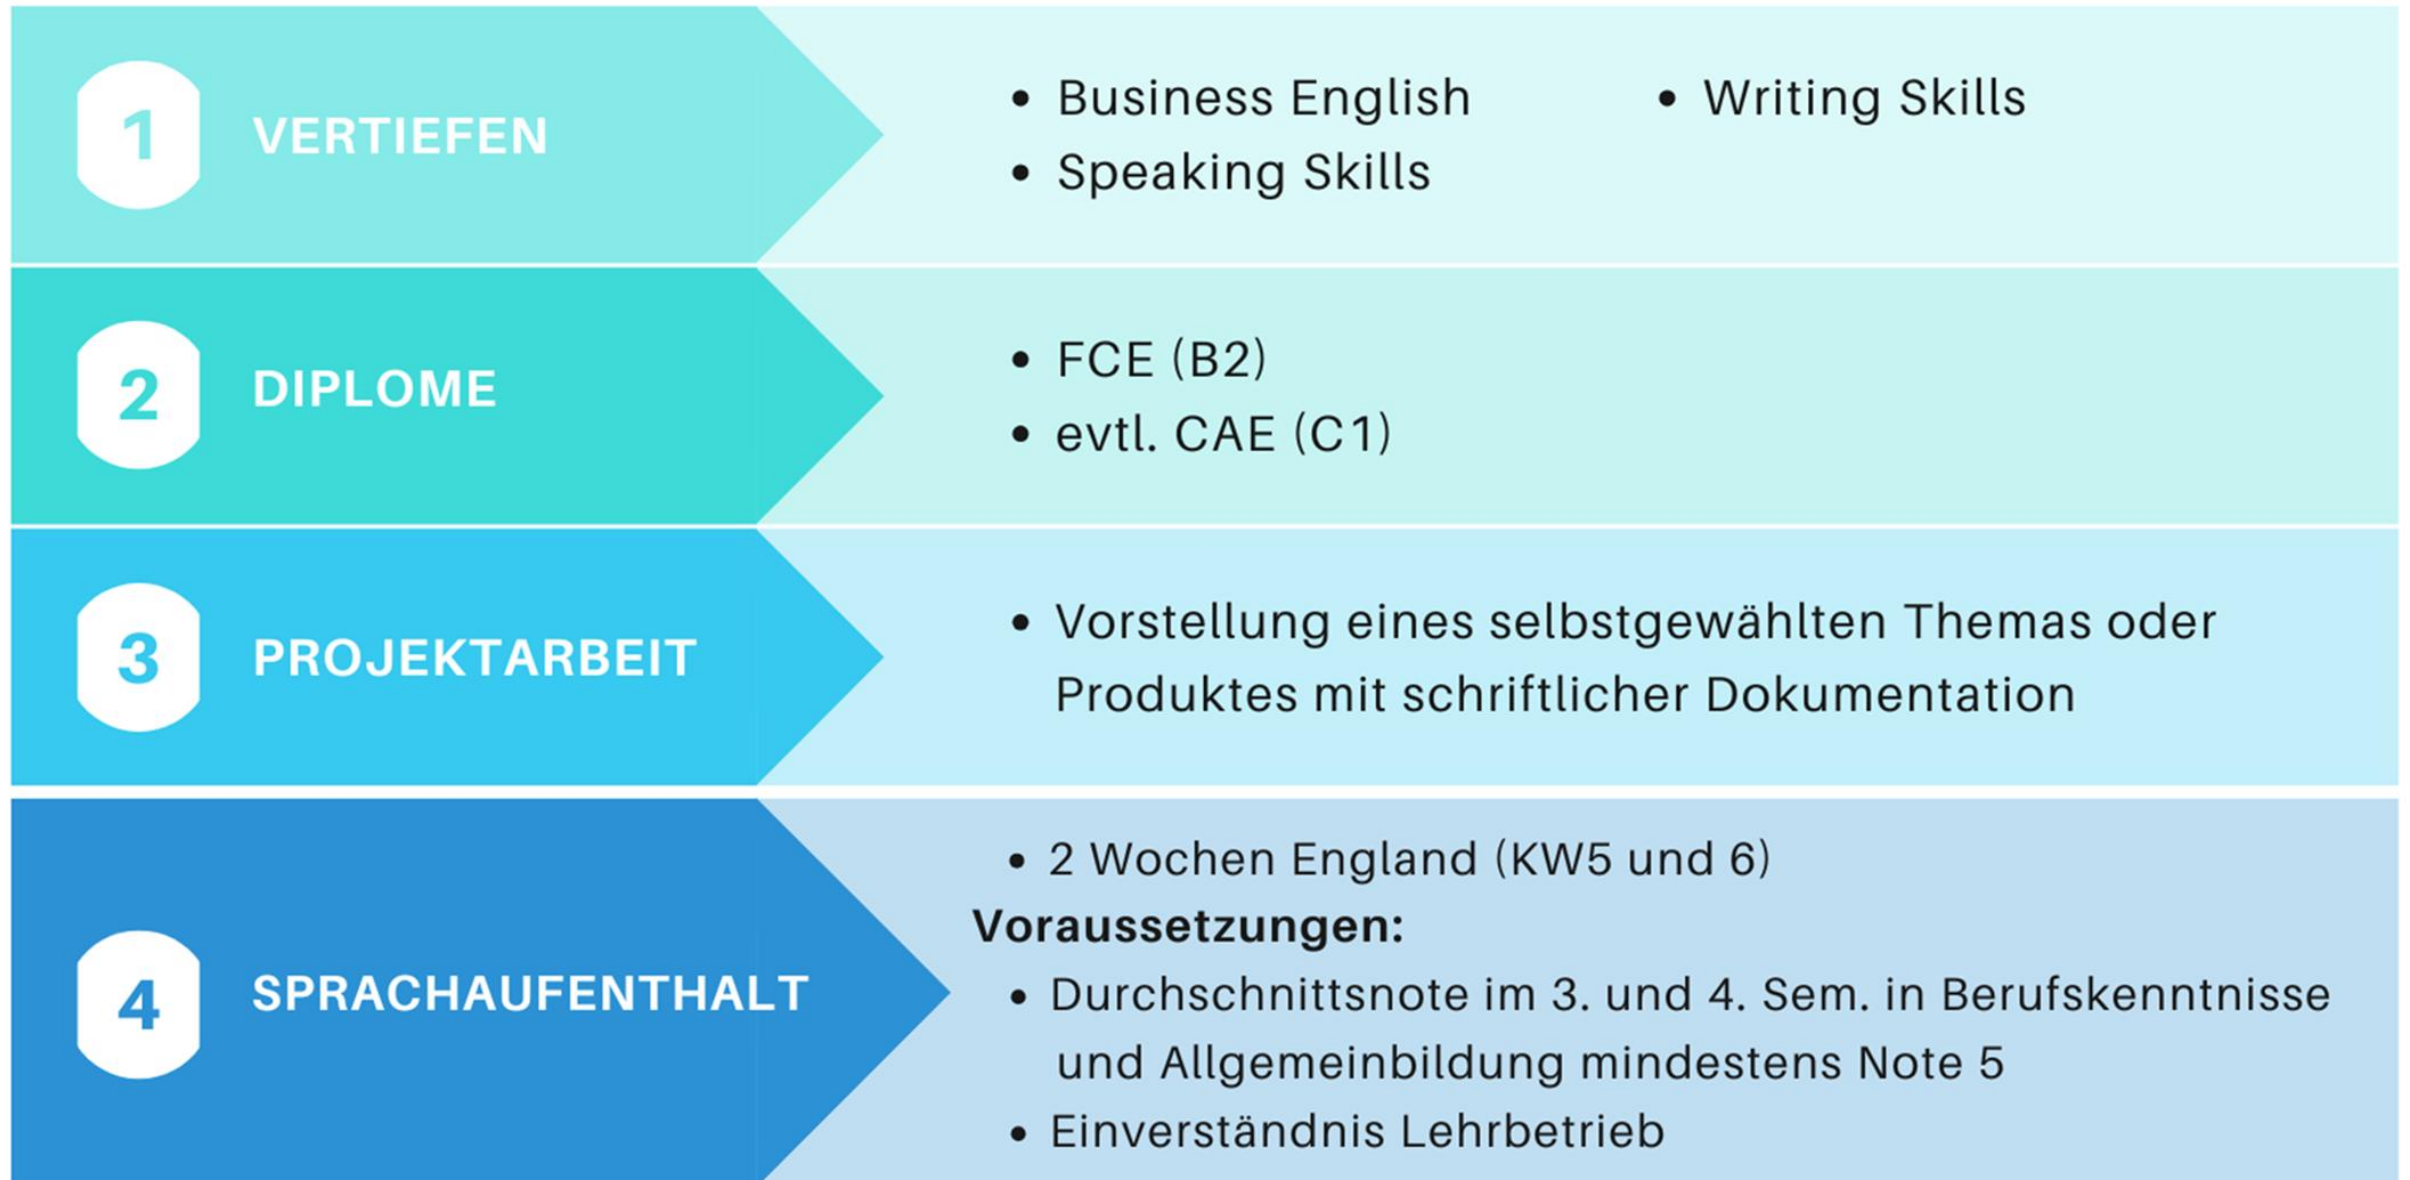 1 VERTIEFEN
• Business English
• Speaking Skills
• Writing Skills
2 DIPLOME
• FCE (B2)
• evtl. CAE (C1)
3 PROJEKTARBEIT
• Vorstellung eines selbstgewählten Themas oder
Produktes mit schriftlicher Dokumentation
4 SPRACHAUFENTHALT
• 2 Wochen England (KW5 und 6)
Voraussetzungen:
• Durchschnittsnote im 3. und 4. Sem. in Berufskenntnisse
und Allgemeinbildung mindestens Note 5
• Einverständnis Lehrbetrieb